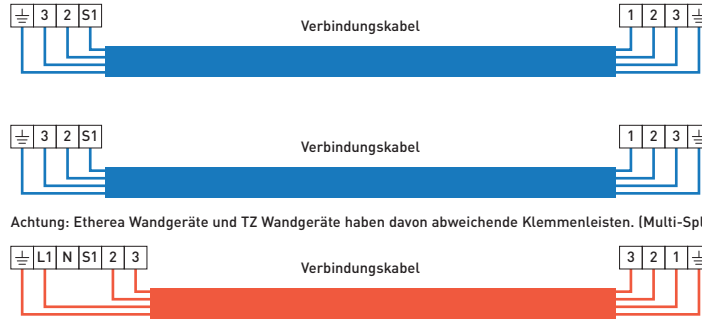 ⏚ 3 2 S1 Verbindungskabel 1 2 3 ⏚
⏚ 3 2 S1 Verbindungskabel 1 2 3 ⏚
Achtung: Etherea Wandgeräte und TZ Wandgeräte haben davon abweichende Klemmenleisten. (Multi-Spl
⏚ L1 N S1 2 3 Verbindungskabel 3 2 1 ⏚